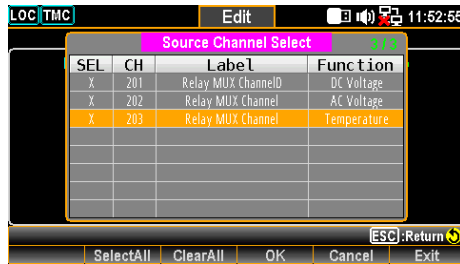 LOC TMC Edit 11:52:55
Source Channel Select 3/3
SEL CH Label Function
X 201 Relay MUX ChannelD DC Voltage
X 202 Relay MUX Channel AC Voltage
X 203 Relay MUX Channel Temperature
ESC :Return
SelectAll ClearAll OK Cancel Exit